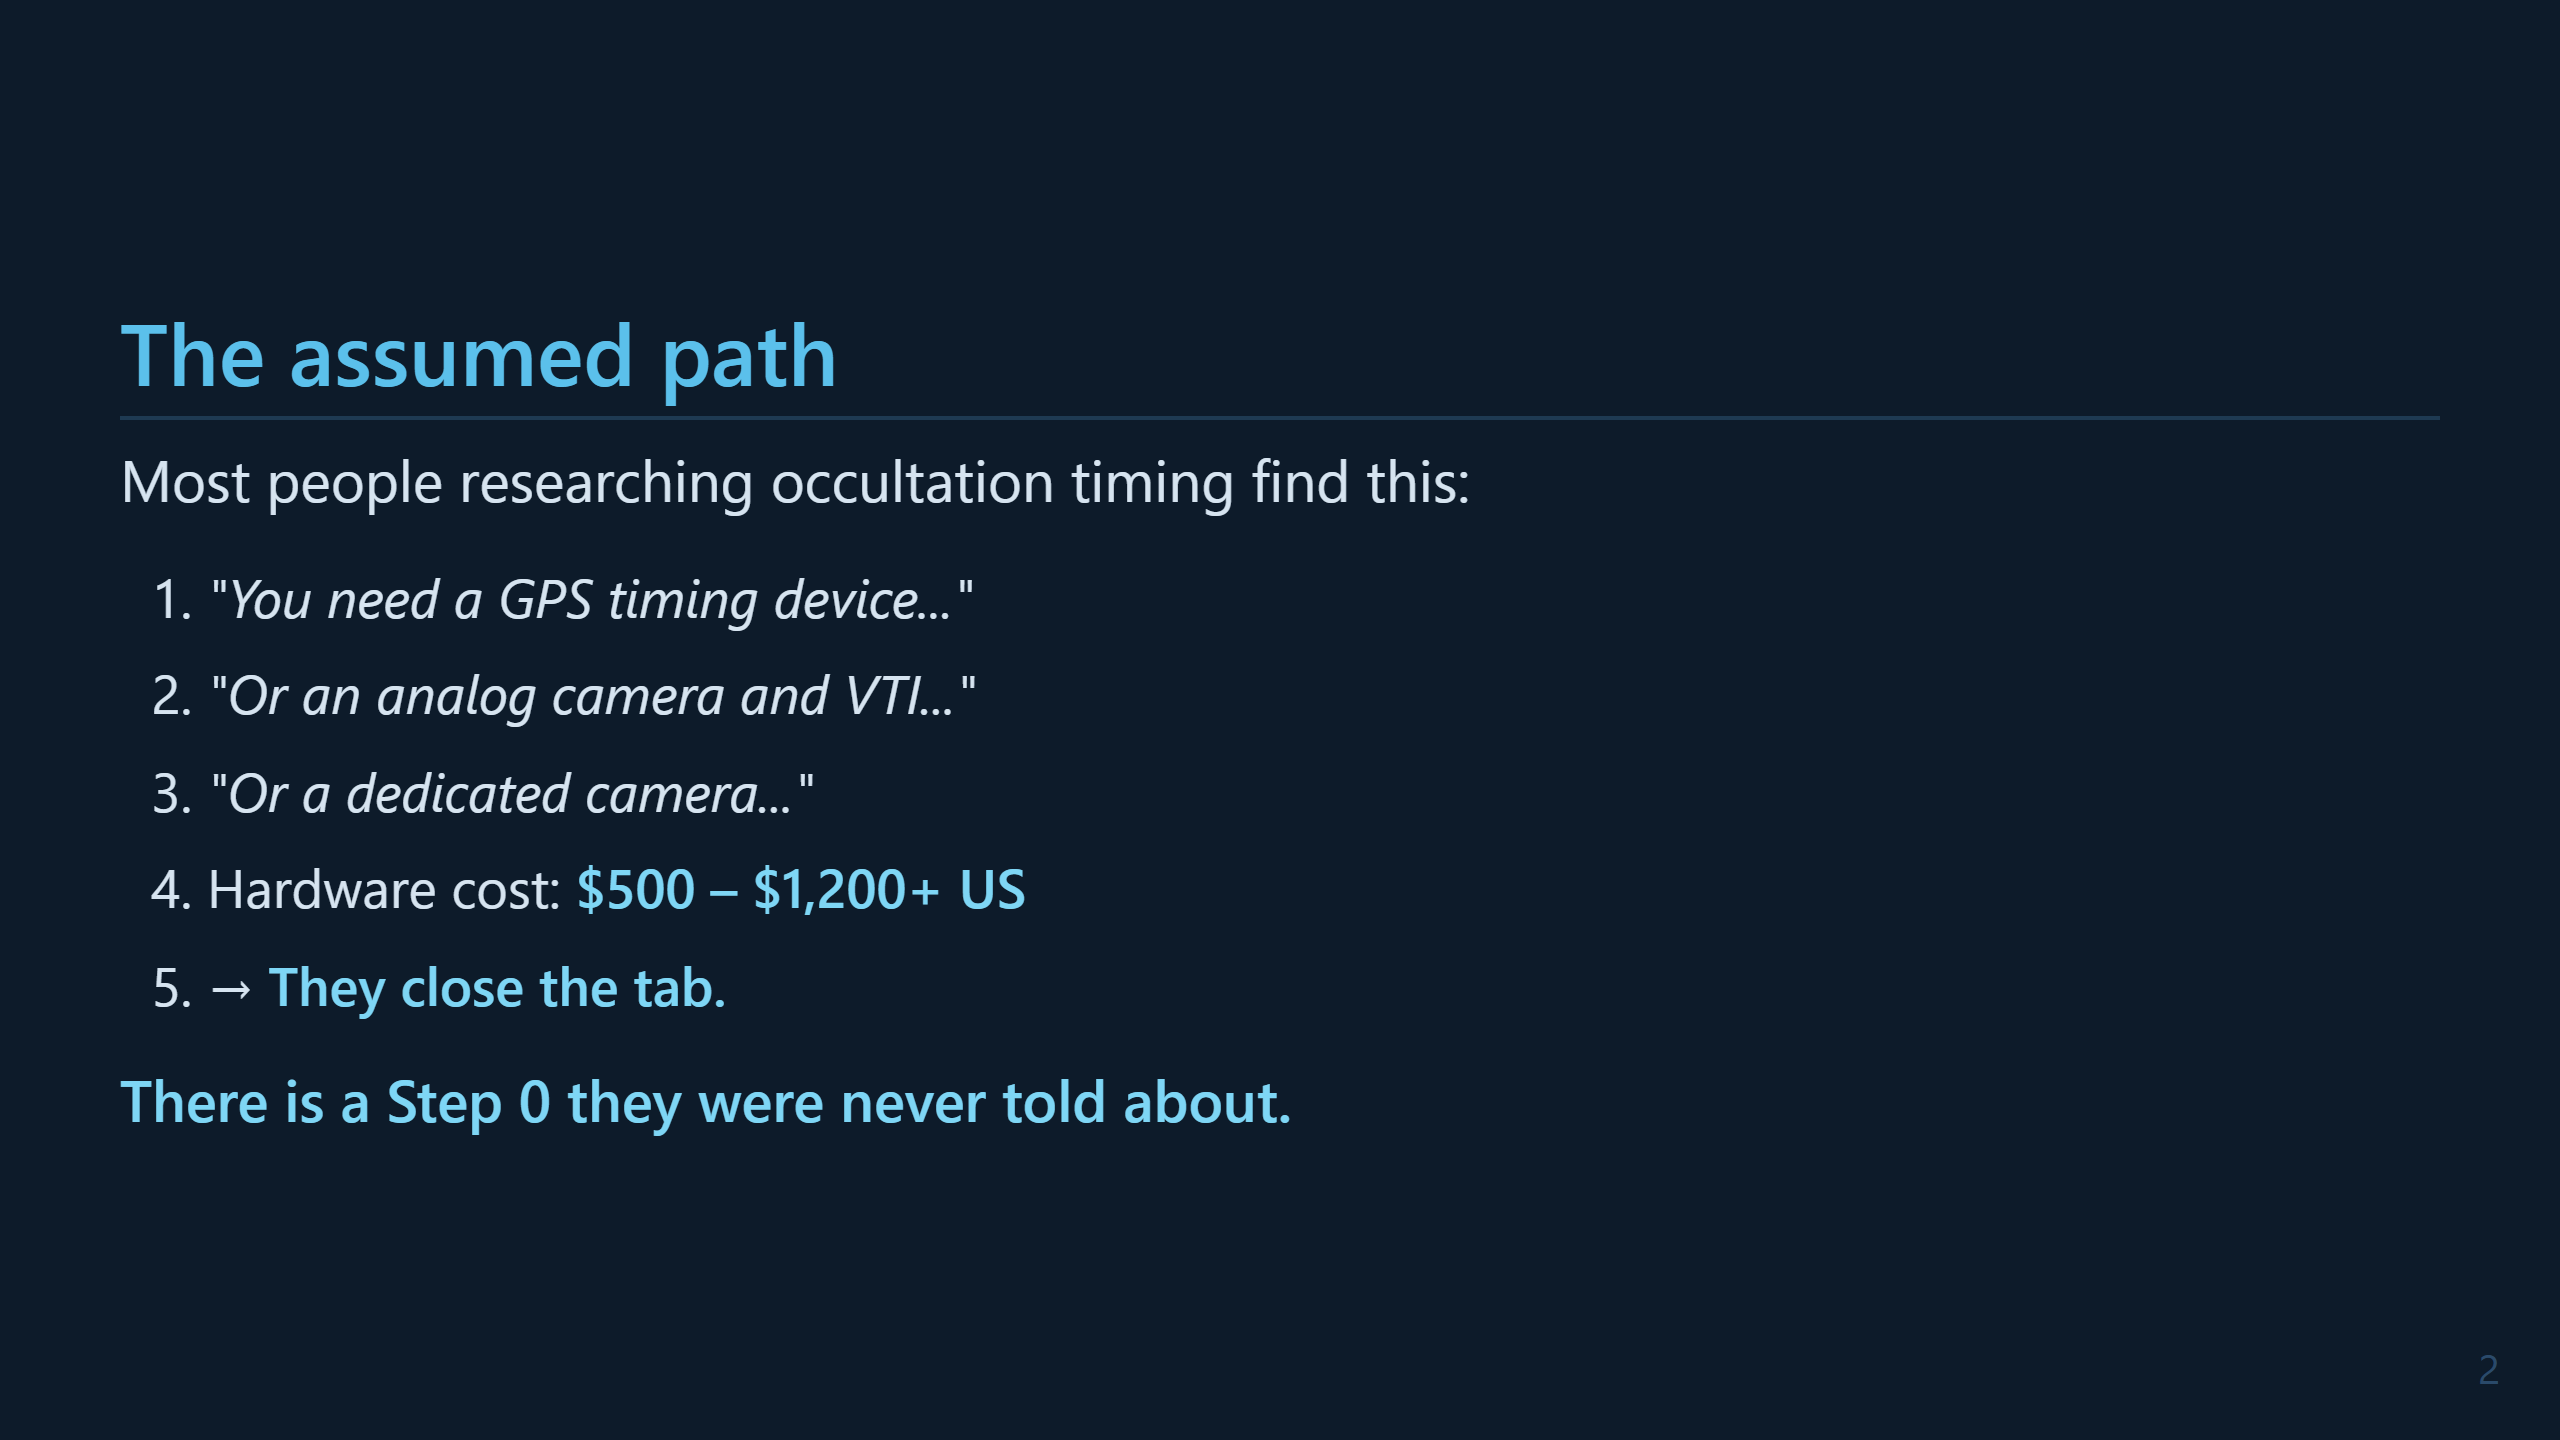 The assumed path
Most people researching occultation timing find this:
1. "You need a GPS timing device..."
2. "Or an analog camera and VTI..."
3. "Or a dedicated camera..."
4. Hardware cost: $500 – $1,200+ US
5. → They close the tab.
There is a Step 0 they were never told about.
2